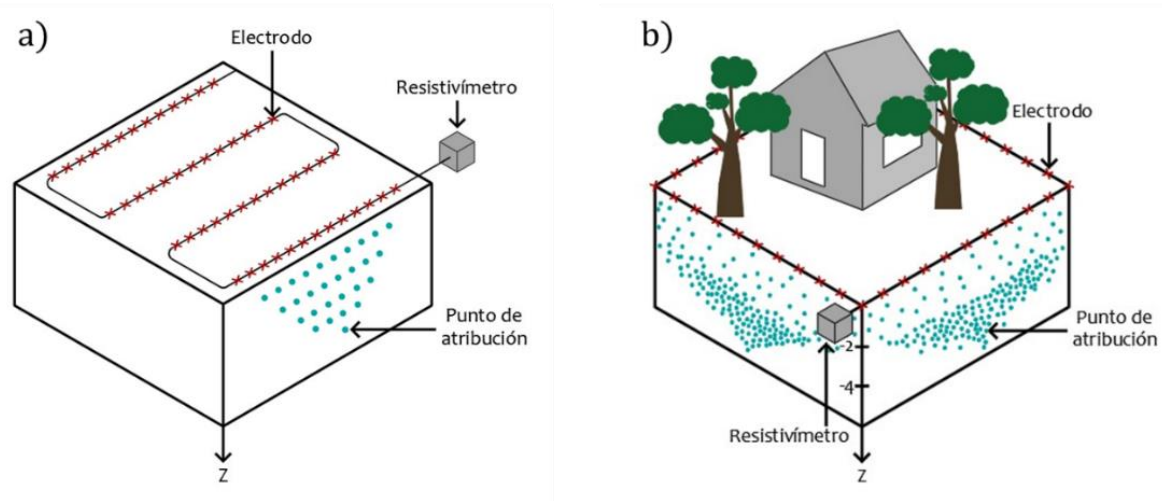 a)
Electrodo
Resistivímetro
Punto de
atribución
Z
b)
Electrodo
Punto de
atribución
-2
-4
Resistivímetro
Z